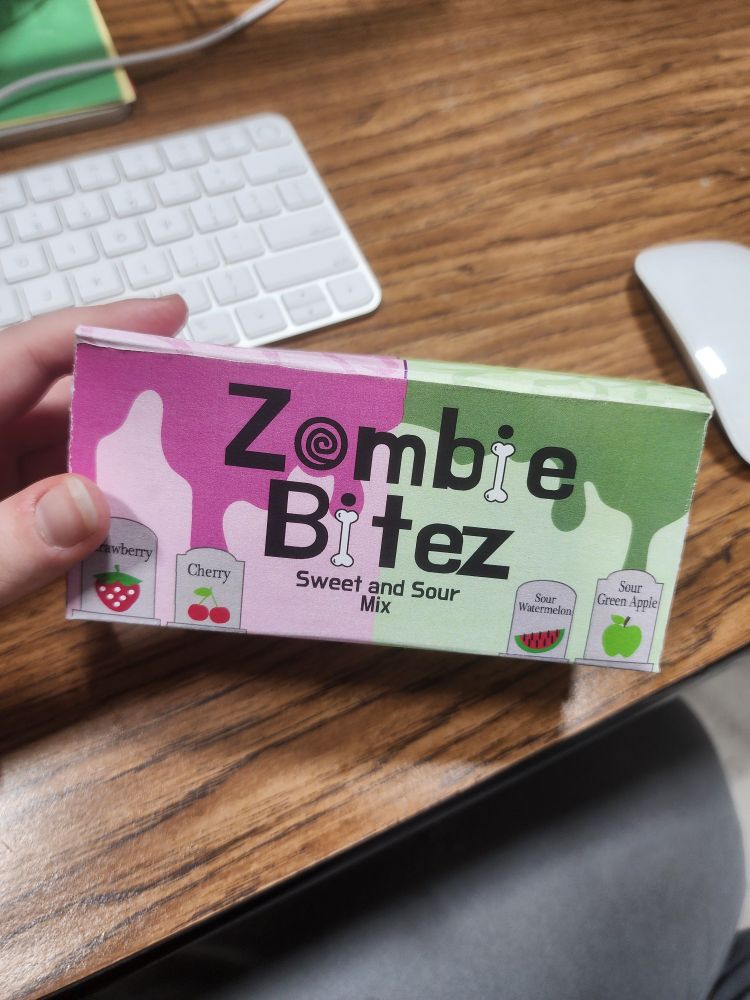 Zombie
Bitez
Sweet and Sour
Mix
Cherry
Sour
Watermelon
Sour
Green Apple